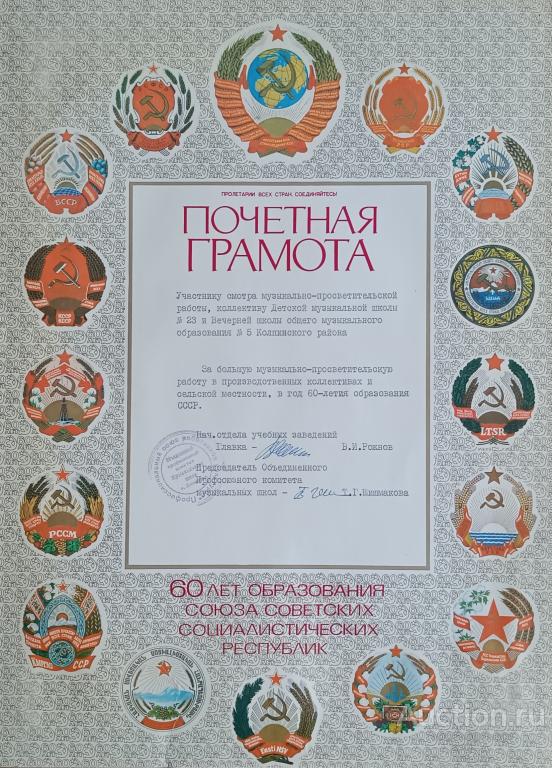 ПРОЛЕТАРИИ ВСЕХ СТРАН, СОЕДИНЯЙТЕСЬ!
ПОЧЕТНАЯ
ГРАМОТА
Участнику смотра музыкально-просветительской
работы, коллективу Детской музыкальной школы
№ 23 и Вечерней школы общего музыкального
образования № 5 Колпинского района
За большую музыкально-просветительскую
работу в производственных коллективах и
сельской местности, в год 60-летия образования
СССР.
Нач.отдела учебных заведений
Главка - В.И.Рожнов
Председатель Объединенного
Профсоюзного комитета
музыкальных школ - Т.Г.Шишмакова
60 ЛЕТ ОБРАЗОВАНИЯ
СОЮЗА СОВЕТСКИХ
СОЦИАЛИСТИЧЕСКИХ
РЕСПУБЛИК
БССР
LTSR
РССМ
ССР
Eesti NSV
auction.ru